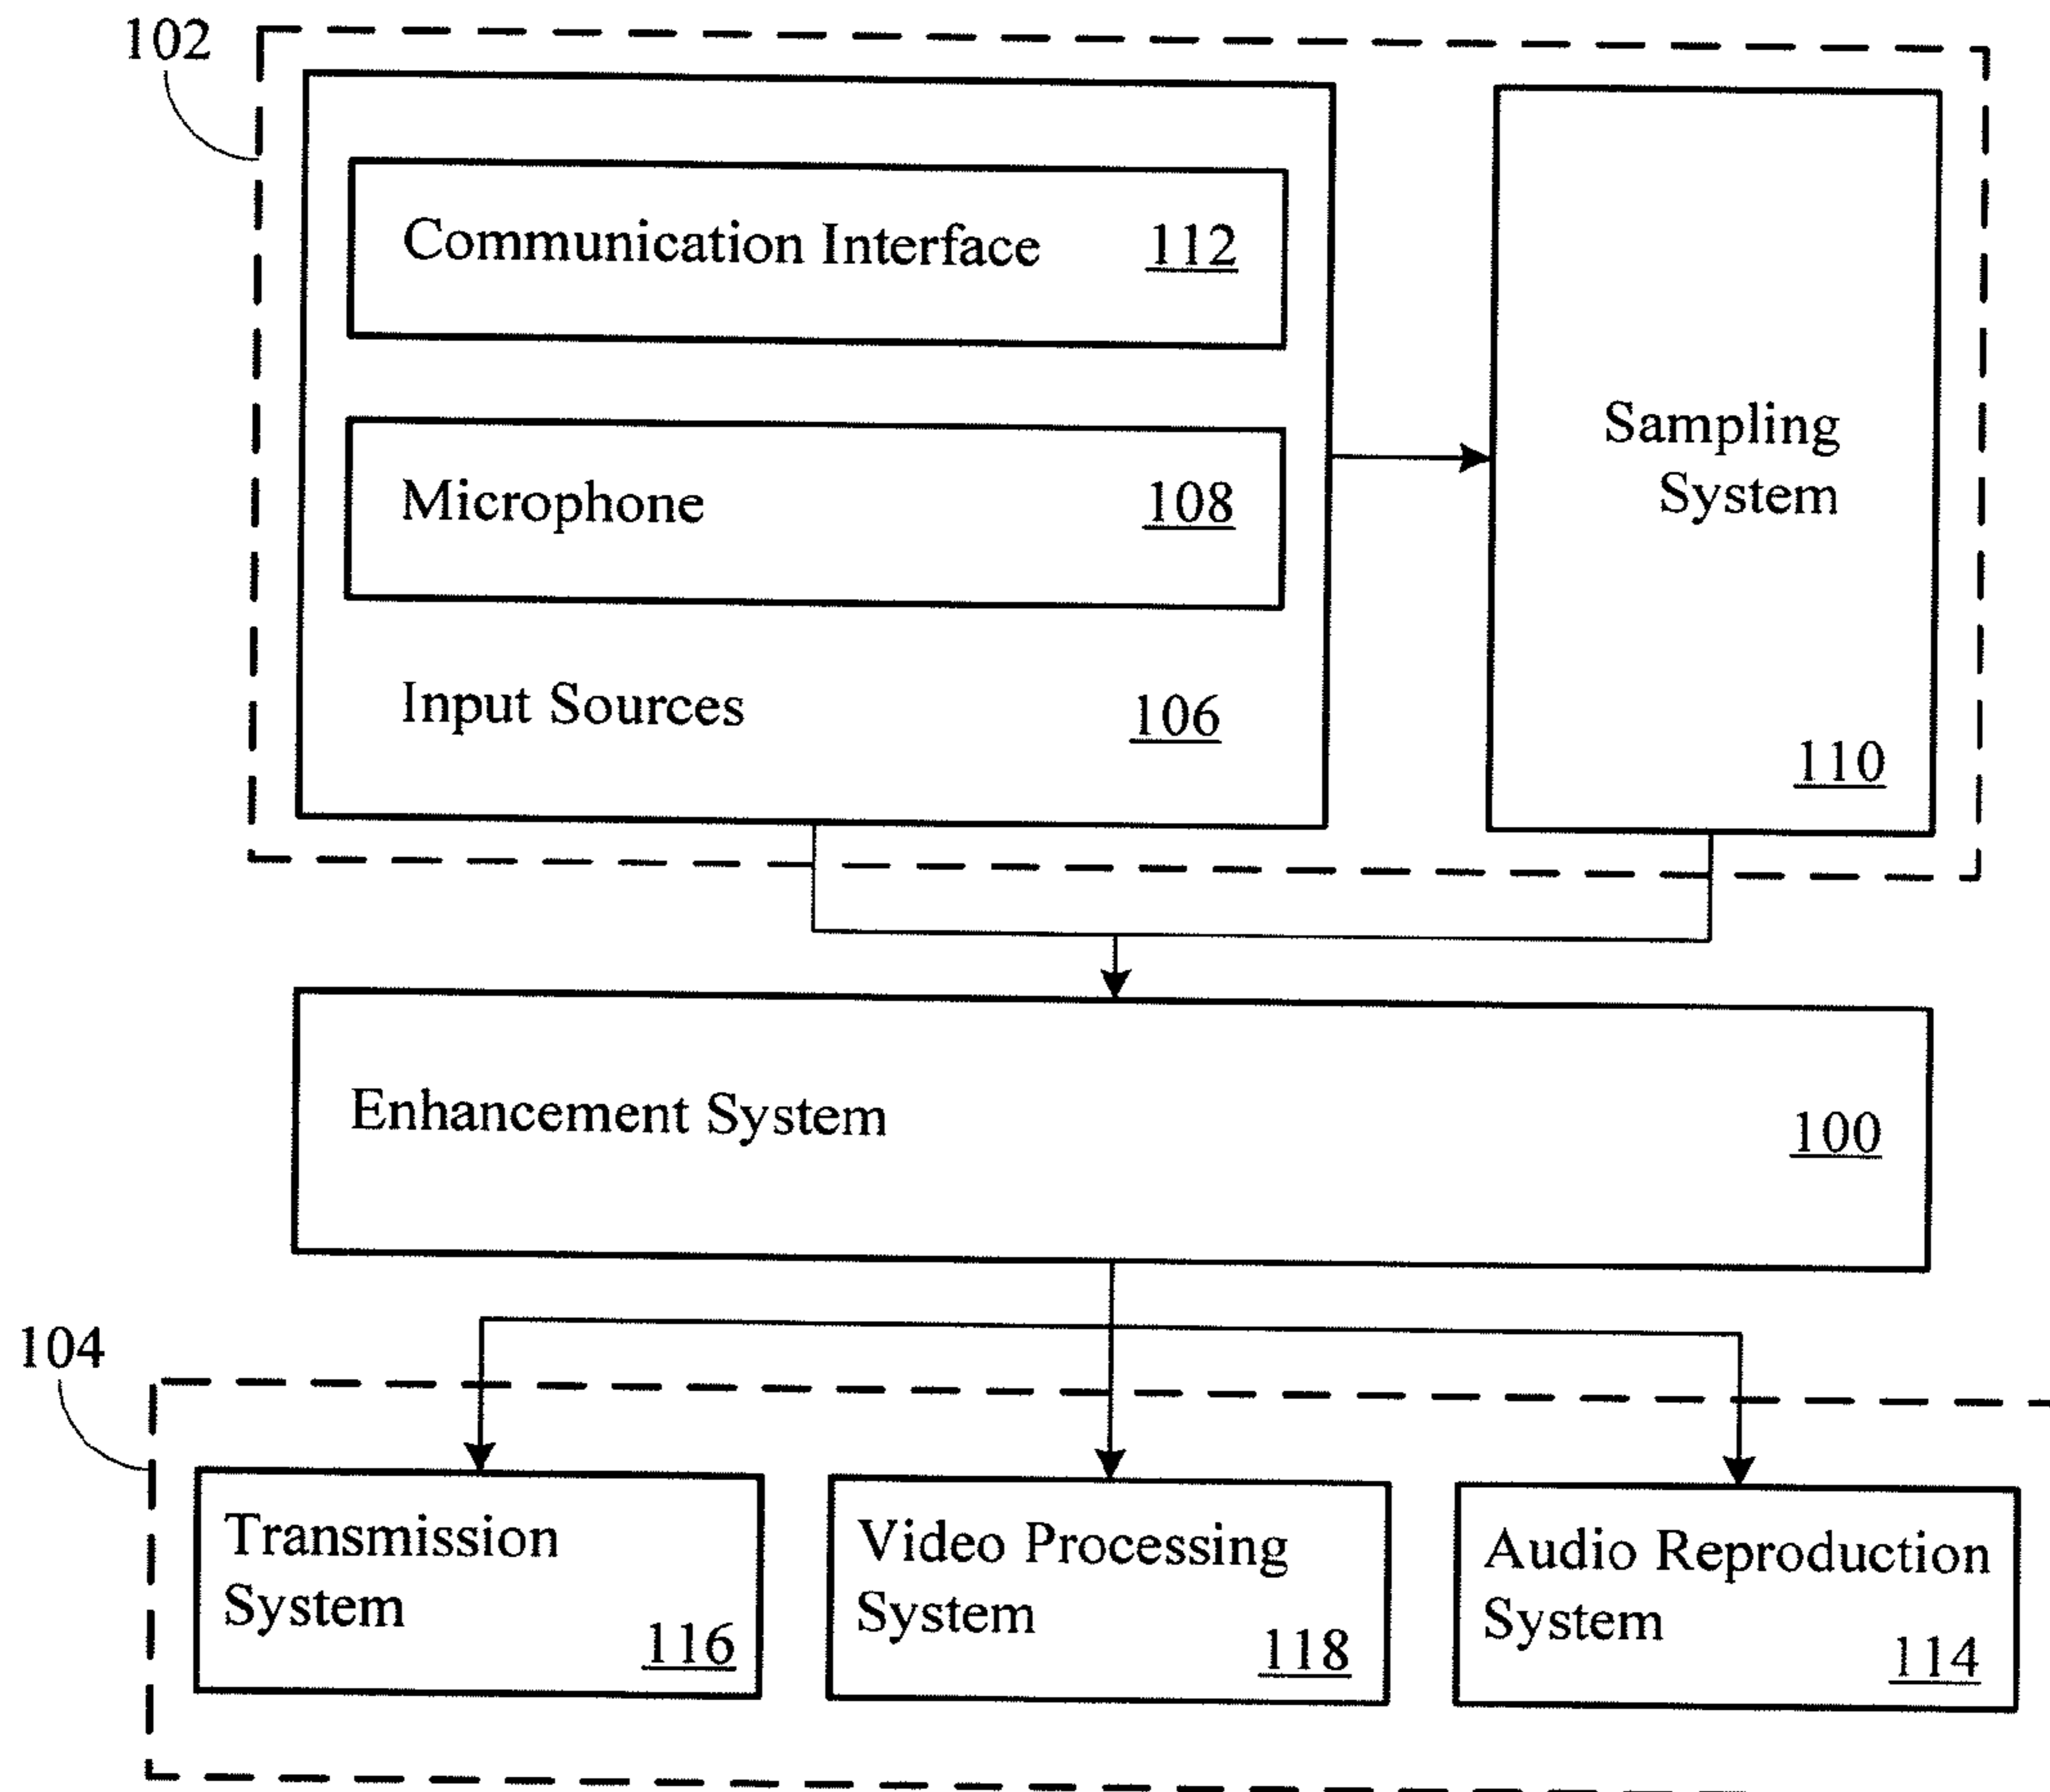 102
Communication Interface 112
Microphone 108
Input Sources 106
Sampling
System
110
Enhancement System 100
104
Transmission
System
116
Video Processing
System
118
Audio Reproduction
System
114